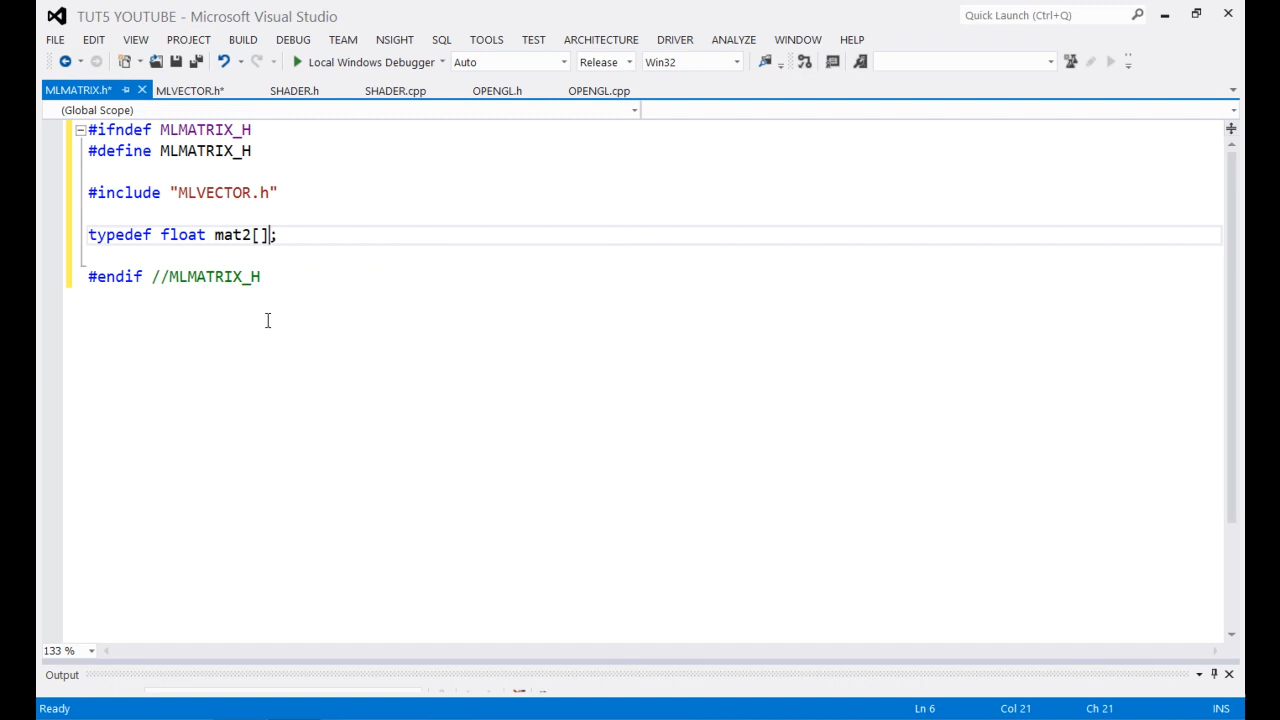 TUT5 YOUTUBE - Microsoft Visual Studio
Quick Launch (Ctrl+Q)
FILE EDIT VIEW PROJECT BUILD DEBUG TEAM NSIGHT SQL TOOLS TEST ARCHITECTURE DRIVER ANALYZE WINDOW HELP
Local Windows Debugger Auto Release Win32
MLMATRIX.h* MLVECTOR.h* SHADER.h SHADER.cpp OPENGL.h OPENGL.cpp
(Global Scope)
#ifndef MLMATRIX_H
#define MLMATRIX_H
#include "MLVECTOR.h"
typedef float mat2[];
#endif //MLMATRIX_H
133 %
Output
Ready Ln 6 Col 21 Ch 21 INS